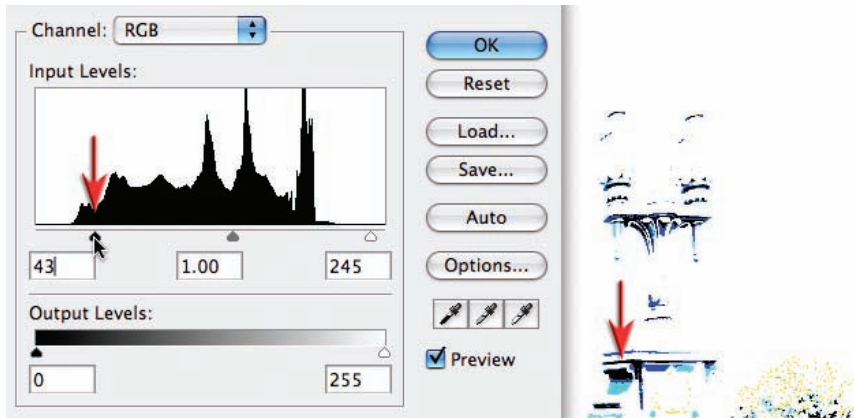 Channel: RGB
Input Levels:
43 1.00 245
Output Levels:
0 255
OK
Reset
Load...
Save...
Auto
Options...
Preview